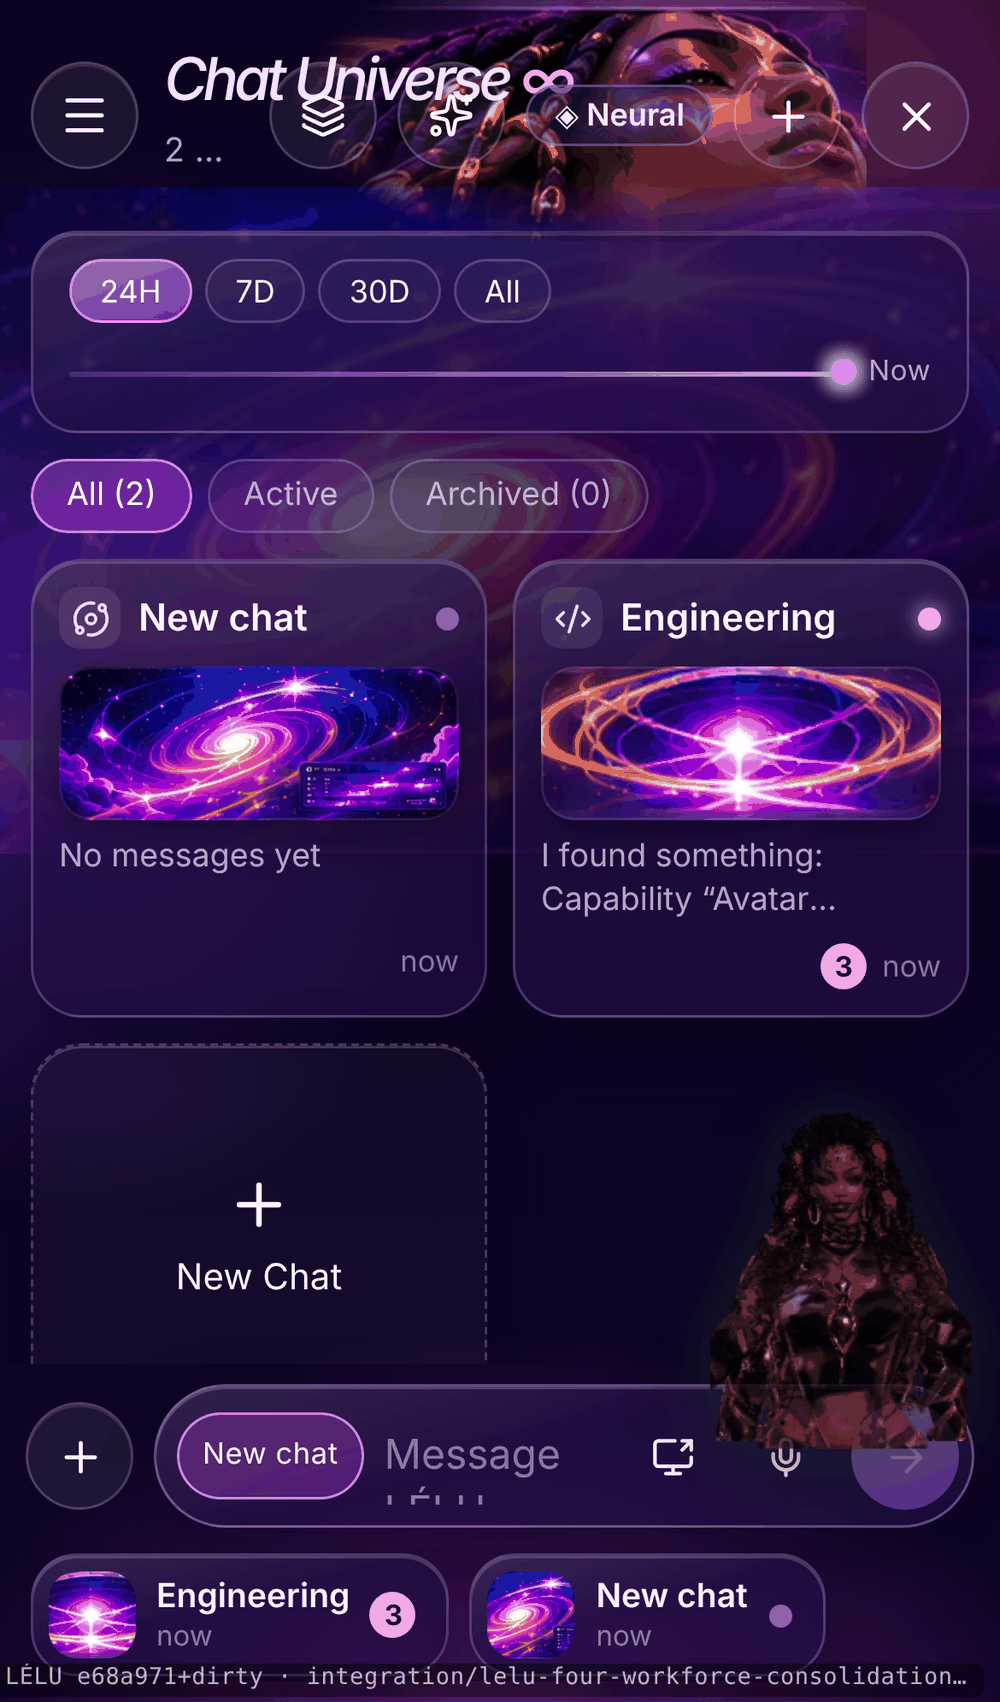 Chat Universe ∞
2 ...
◈ Neural
24H
7D
30D
All
Now
All (2)
Active
Archived (0)
New chat
Engineering
No messages yet
I found something:
Capability “Avatar...
now
3 now
New Chat
New chat
Message
Engineering
now
3
New chat
now
LÉLU e68a971+dirty · integration/lelu-four-workforce-consolidation…